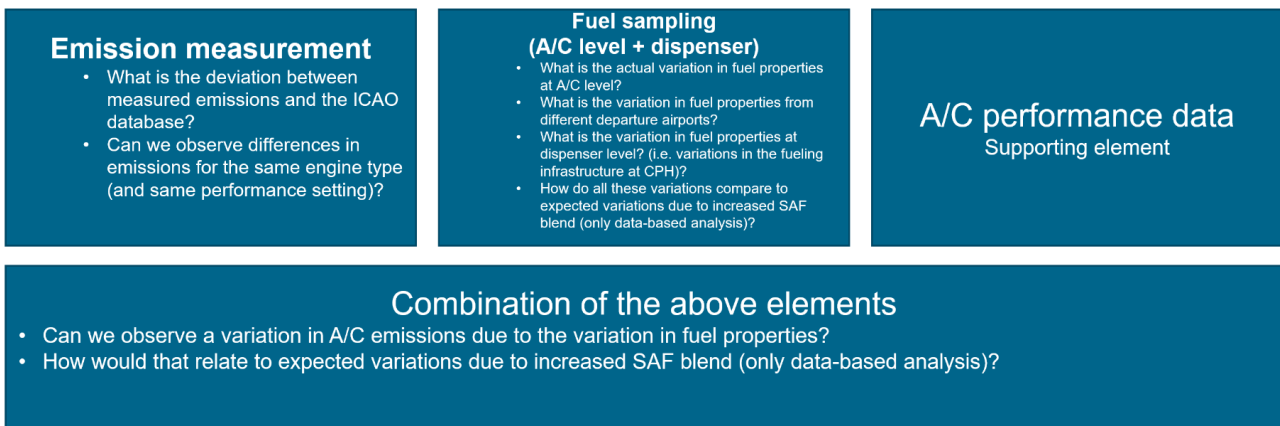 Emission measurement
• What is the deviation between
measured emissions and the ICAO
database?
• Can we observe differences in
emissions for the same engine type
(and same performance setting)?
Fuel sampling
(A/C level + dispenser)
• What is the actual variation in fuel properties
at A/C level?
• What is the variation in fuel properties from
different departure airports?
• What is the variation in fuel properties at
dispenser level? (i.e. variations in the fueling
infrastructure at CPH)?
• How do all these variations compare to
expected variations due to increased SAF
blend (only data-based analysis)?
A/C performance data
Supporting element
Combination of the above elements
• Can we observe a variation in A/C emissions due to the variation in fuel properties?
• How would that relate to expected variations due to increased SAF blend (only data-based analysis)?